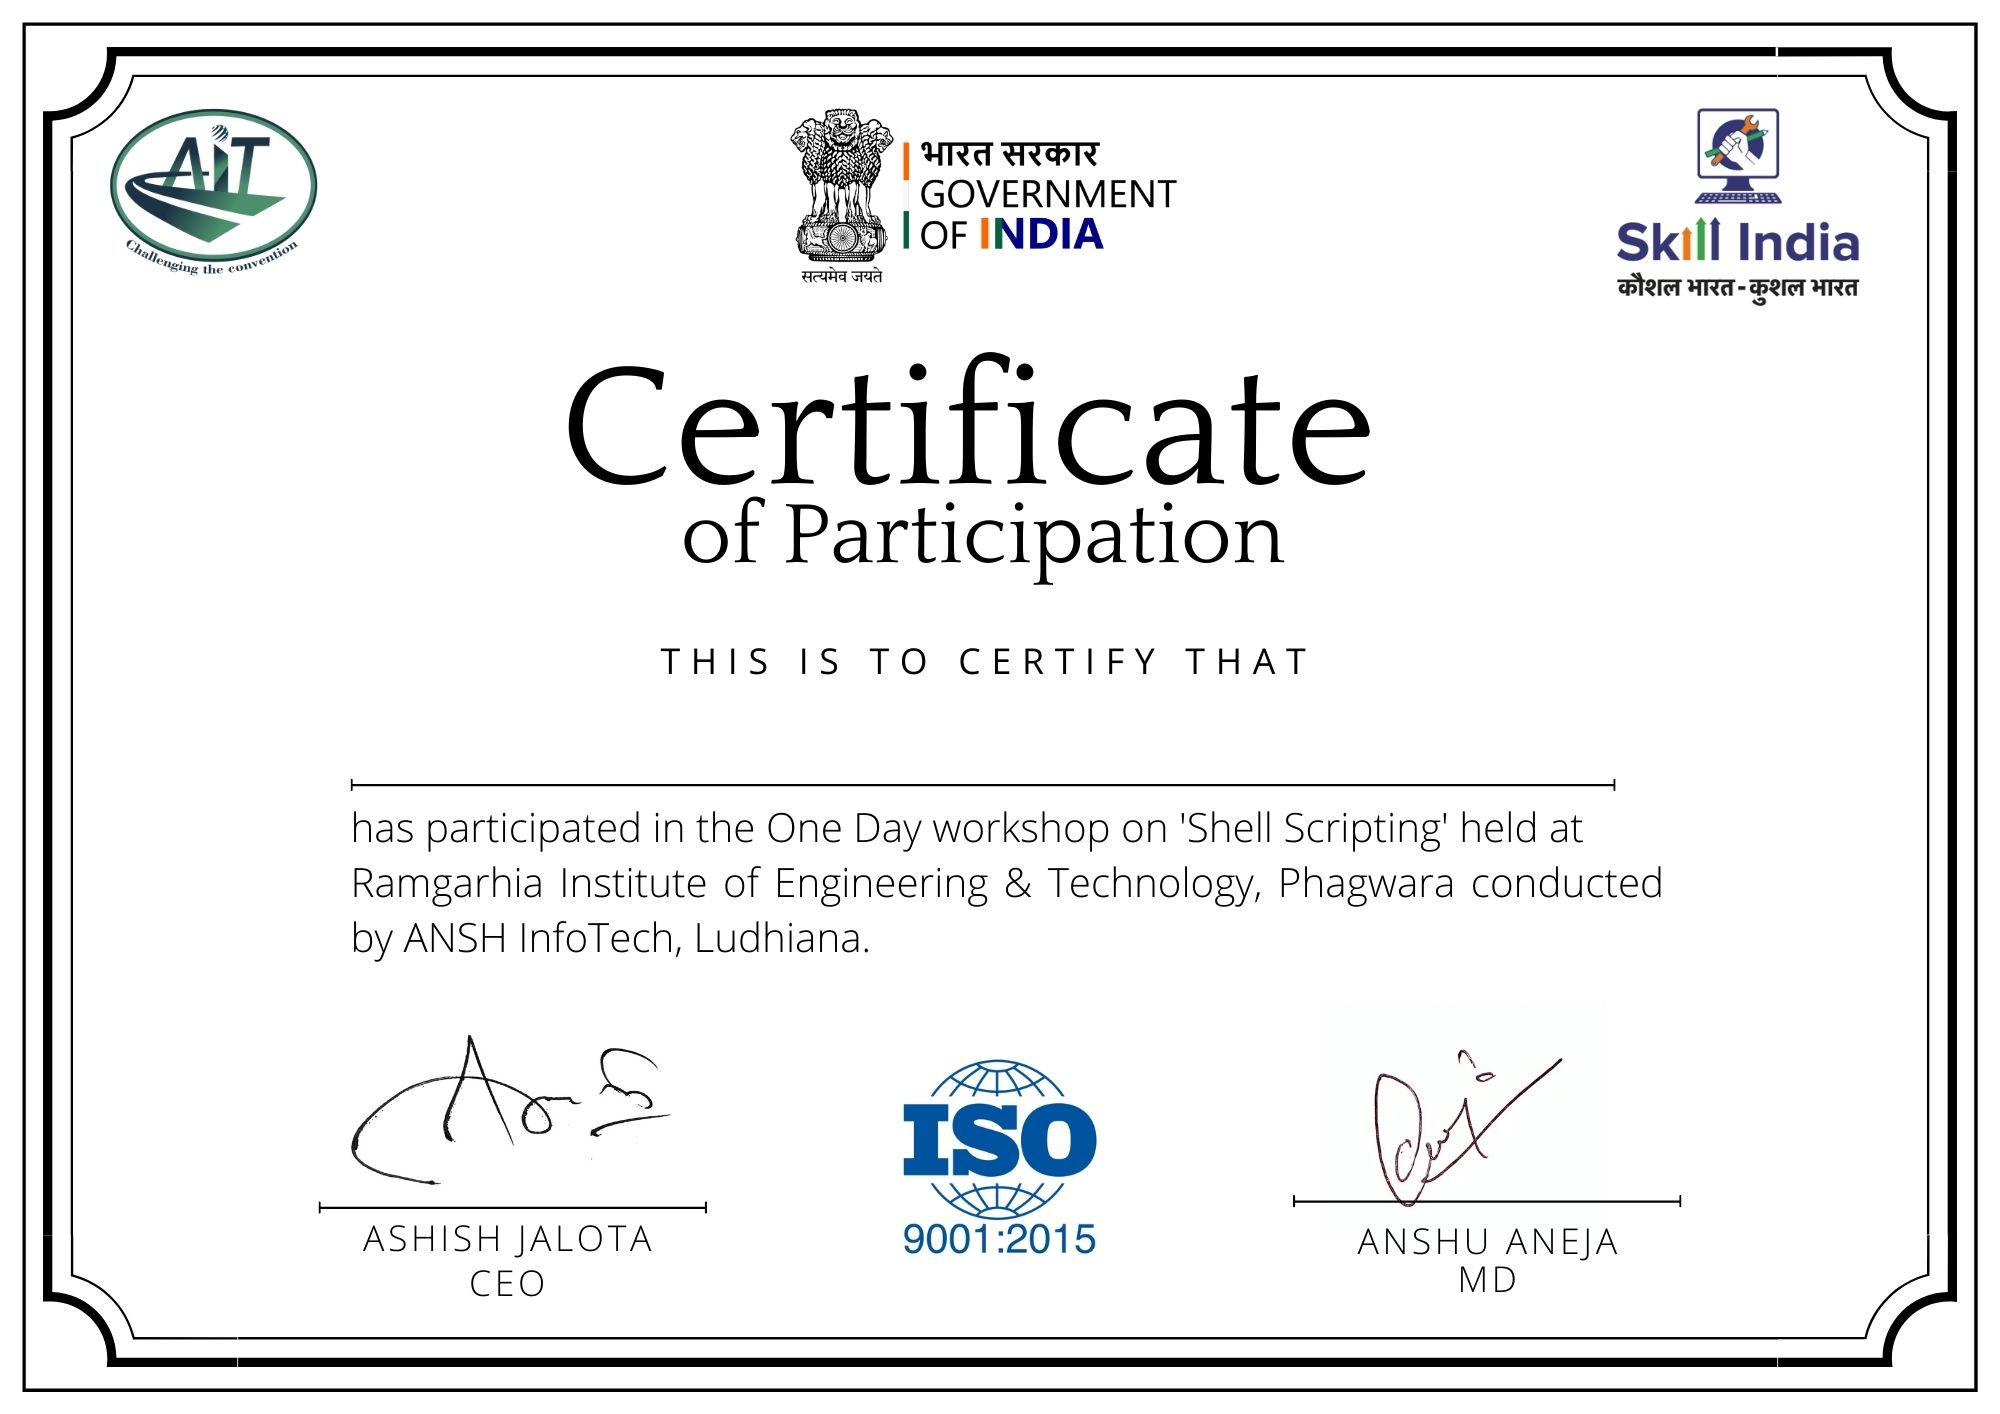 AiT
Challenging the convention
भारत सरकार
GOVERNMENT
OF INDIA
सत्यमेव जयते
Skill India
कौशल भारत - कुशल भारत
Certificate
of Participation
THIS IS TO CERTIFY THAT
has participated in the One Day workshop on 'Shell Scripting' held at
Ramgarhia Institute of Engineering & Technology, Phagwara conducted
by ANSH InfoTech, Ludhiana.
ASHISH JALOTA
CEO
ISO
9001:2015
ANSHU ANEJA
MD